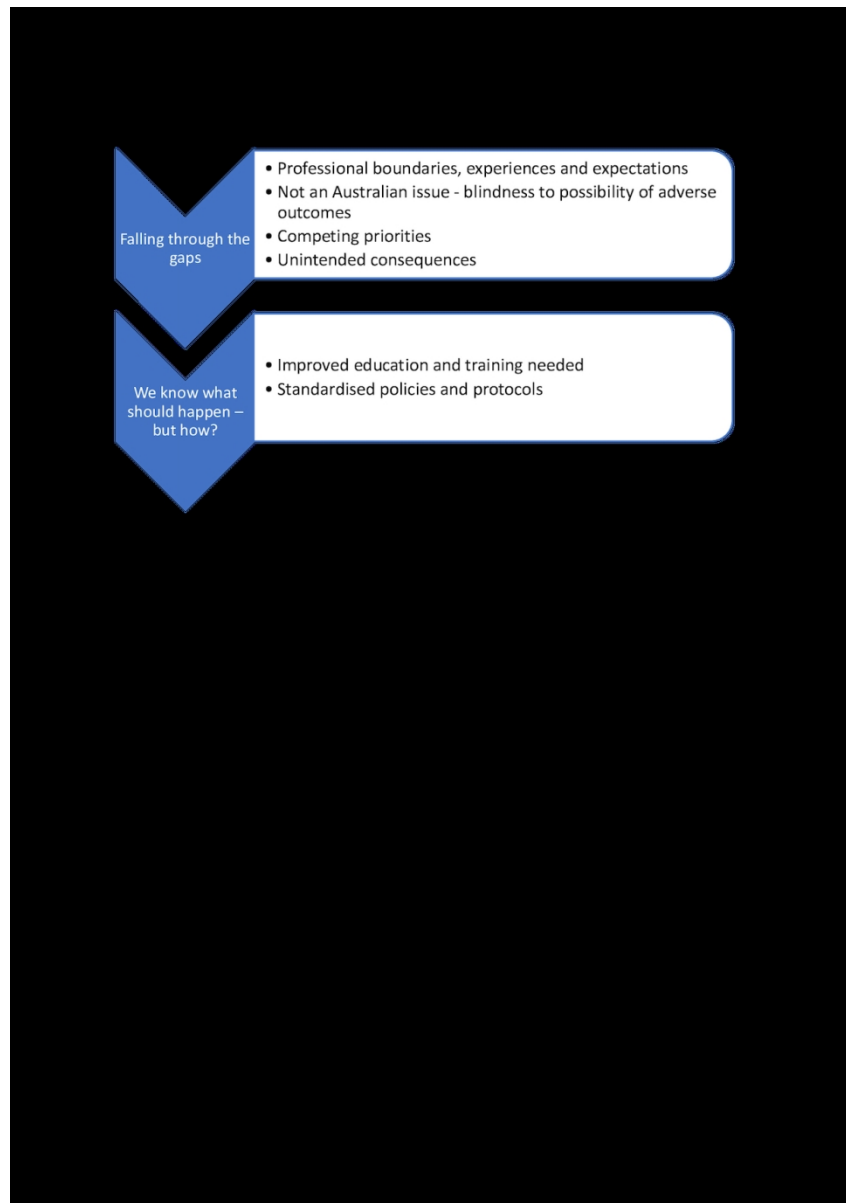 Falling through the
gaps
• Professional boundaries, experiences and expectations
• Not an Australian issue - blindness to possibility of adverse
outcomes
• Competing priorities
• Unintended consequences
We know what
should happen –
but how?
• Improved education and training needed
• Standardised policies and protocols